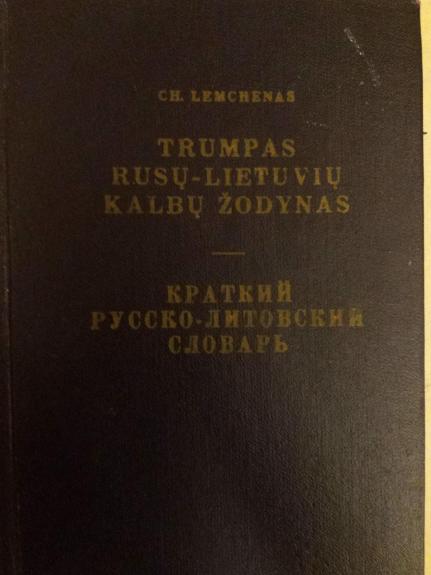 CH. LEMCHENAS
TRUMPAS
RUSŲ-LIETUVIŲ
KALBŲ ŽODYNAS
КРАТКИЙ
РУССКО-ЛИТОВСКИЙ
СЛОВАРЬ